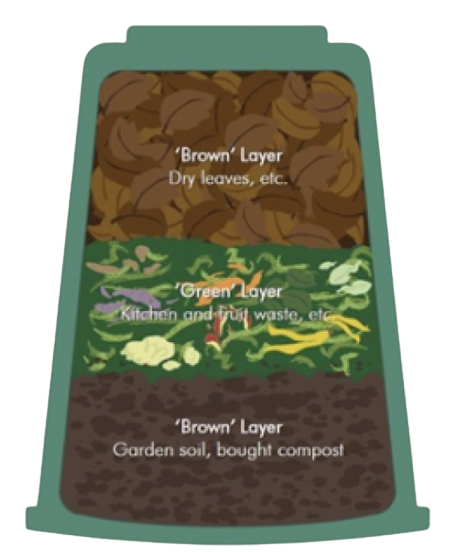 ‘Brown’ Layer
Dry leaves, etc.
‘Green’ Layer
Kitchen and fruit waste, etc.
‘Brown’ Layer
Garden soil, bought compost